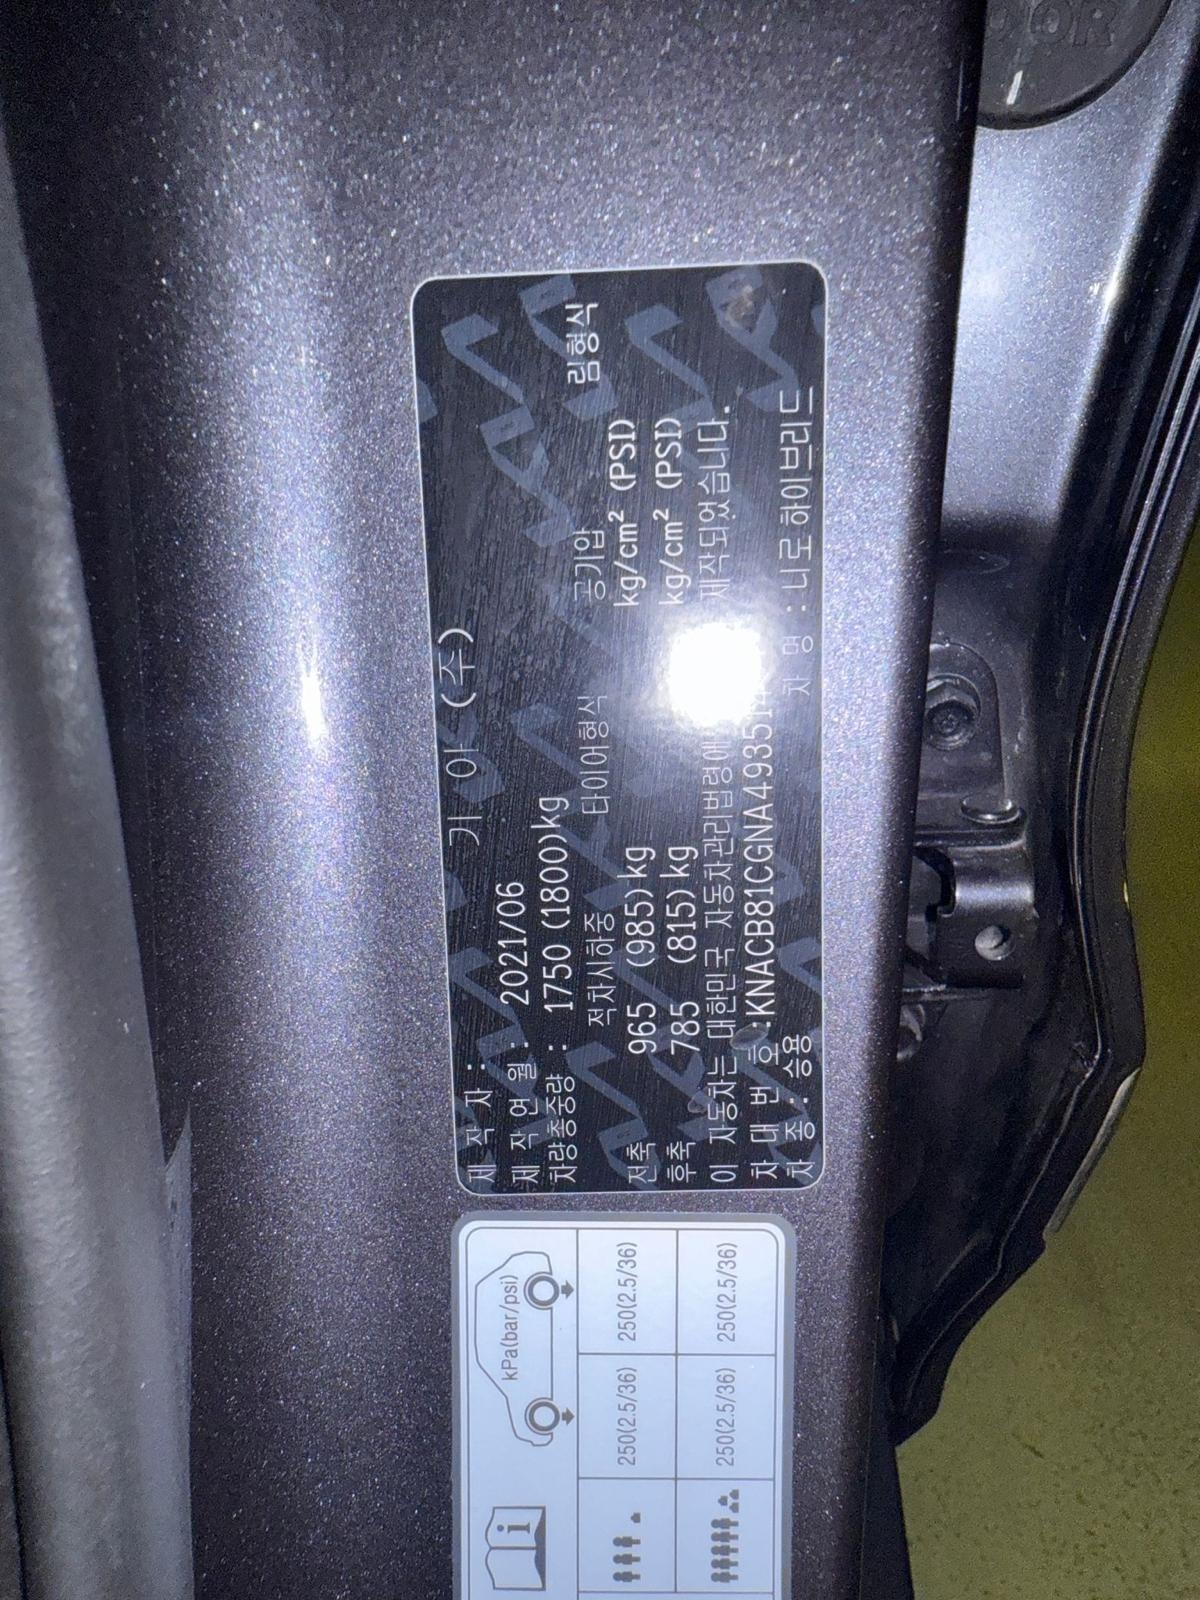 제 작 자 : 기 아 (주)
제 작 연 월 : 2021/06
차량총중량 : 1750 (1800)kg
적차시하중 타이어형식 공기압 림형식
전축 965 (985)kg kg/cm² (PSI)
후축 785 (815)kg kg/cm² (PSI)
이 자동차는 대한민국 자동차관리법령에 제작되었습니다.
차 대 번 호 :
차 종 : 승용 차 명 : 니로하이브리드
kPa(bar/psi)
250(2.5/36) 250(2.5/36)
250(2.5/36) 250(2.5/36)